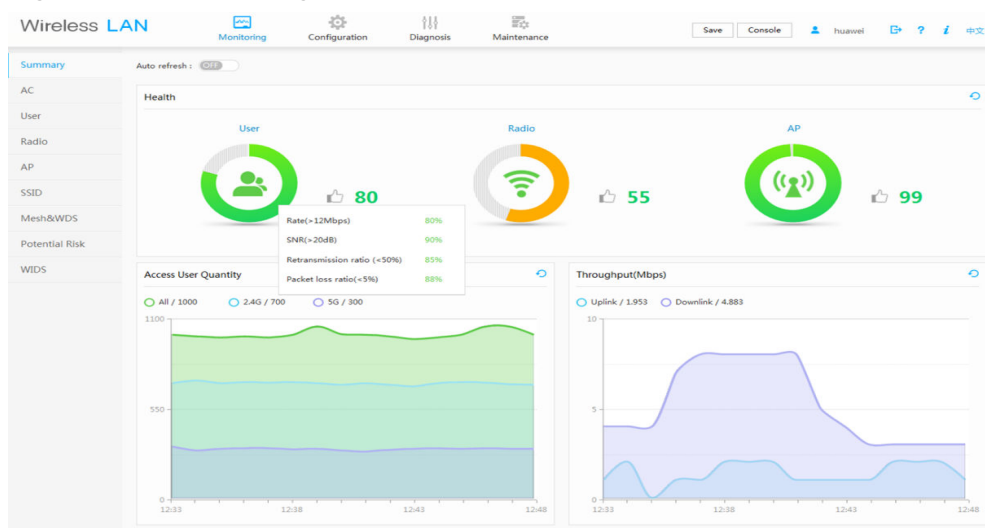 Wireless LAN
Monitoring Configuration Diagnosis Maintenance
Save Console huawei ? i 中文
Summary
AC
User
Radio
AP
SSID
Mesh&WDS
Potential Risk
WIDS
Auto refresh : OFF
Health
User Radio AP
80 55 99
Rate(>12Mbps) 80%
SNR(>20dB) 90%
Retransmission ratio (<50%) 85%
Packet loss ratio(<5%) 88%
Access User Quantity
All / 1000 2.4G / 700 5G / 300
1100
550
0
12:33 12:38 12:43 12:48
Throughput(Mbps)
Uplink / 1.953 Downlink / 4.883
10
5
0
12:33 12:38 12:43 12:48